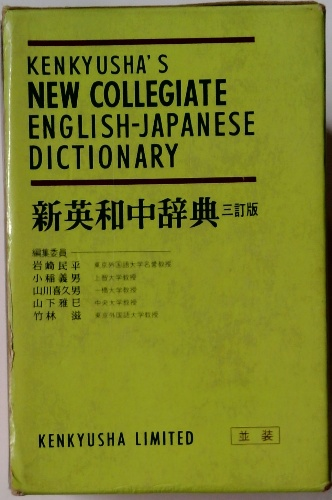 KENKYUSHA'S
NEW COLLEGIATE
ENGLISH-JAPANESE
DICTIONARY
新英和中辞典 三訂版
編集委員
岩崎民平 東京外国語大学名誉教授
小稲義男 上智大学教授
山川喜久男 一橋大学教授
山下雅巳 中央大学教授
竹林 滋 東京外国語大学教授
KENKYUSHA LIMITED
並装